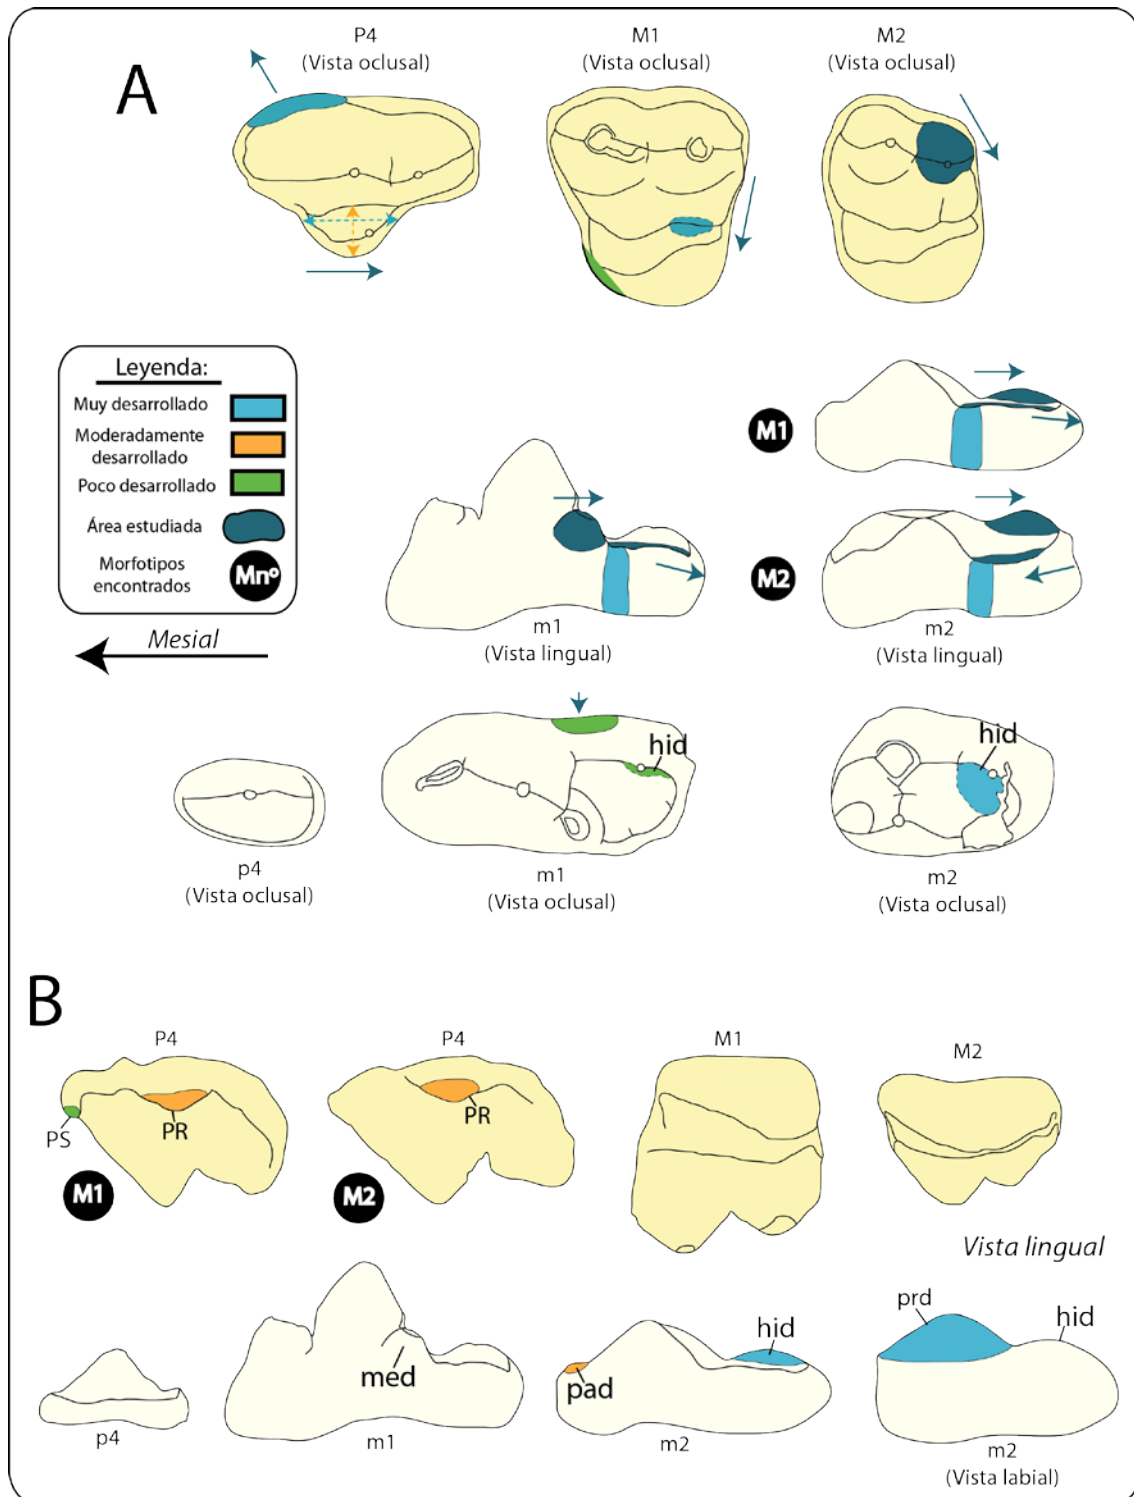 A
P4
(Vista oclusal)
M1
(Vista oclusal)
M2
(Vista oclusal)
Leyenda:
Muy desarrollado
Moderadamente
desarrollado
Poco desarrollado
Área estudiada
Morfotipos
encontrados
Mnº
Mesial
M1
M2
m1
(Vista lingual)
m2
(Vista lingual)
p4
(Vista oclusal)
hid
m1
(Vista oclusal)
hid
m2
(Vista oclusal)
B
P4
PS
PR
M1
P4
PR
M2
M1
M2
Vista lingual
p4
med
m1
pad
hid
m2
prd
hid
m2
(Vista labial)